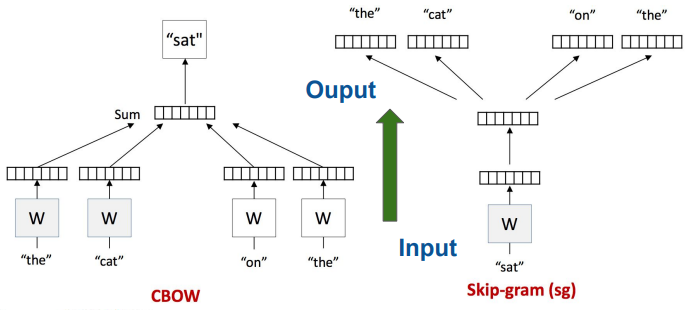 "sat"
Sum
W W W W
"the" "cat" "on" "the"
CBOW
Ouput
Input
"the" "cat" "on" "the"
W
"sat"
Skip-gram (sg)